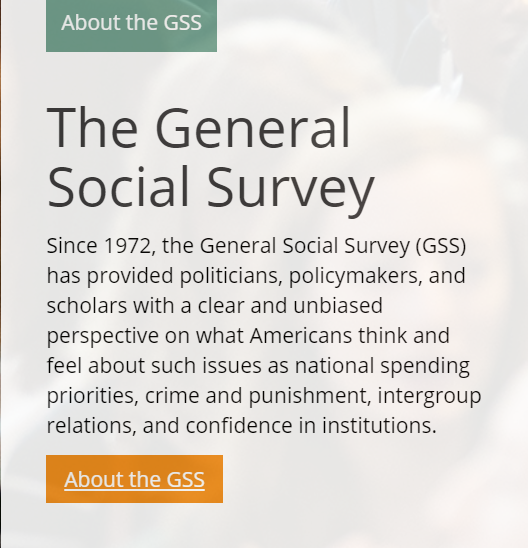 About the GSS
The General
Social Survey
Since 1972, the General Social Survey (GSS)
has provided politicians, policymakers, and
scholars with a clear and unbiased
perspective on what Americans think and
feel about such issues as national spending
priorities, crime and punishment, intergroup
relations, and confidence in institutions.
About the GSS